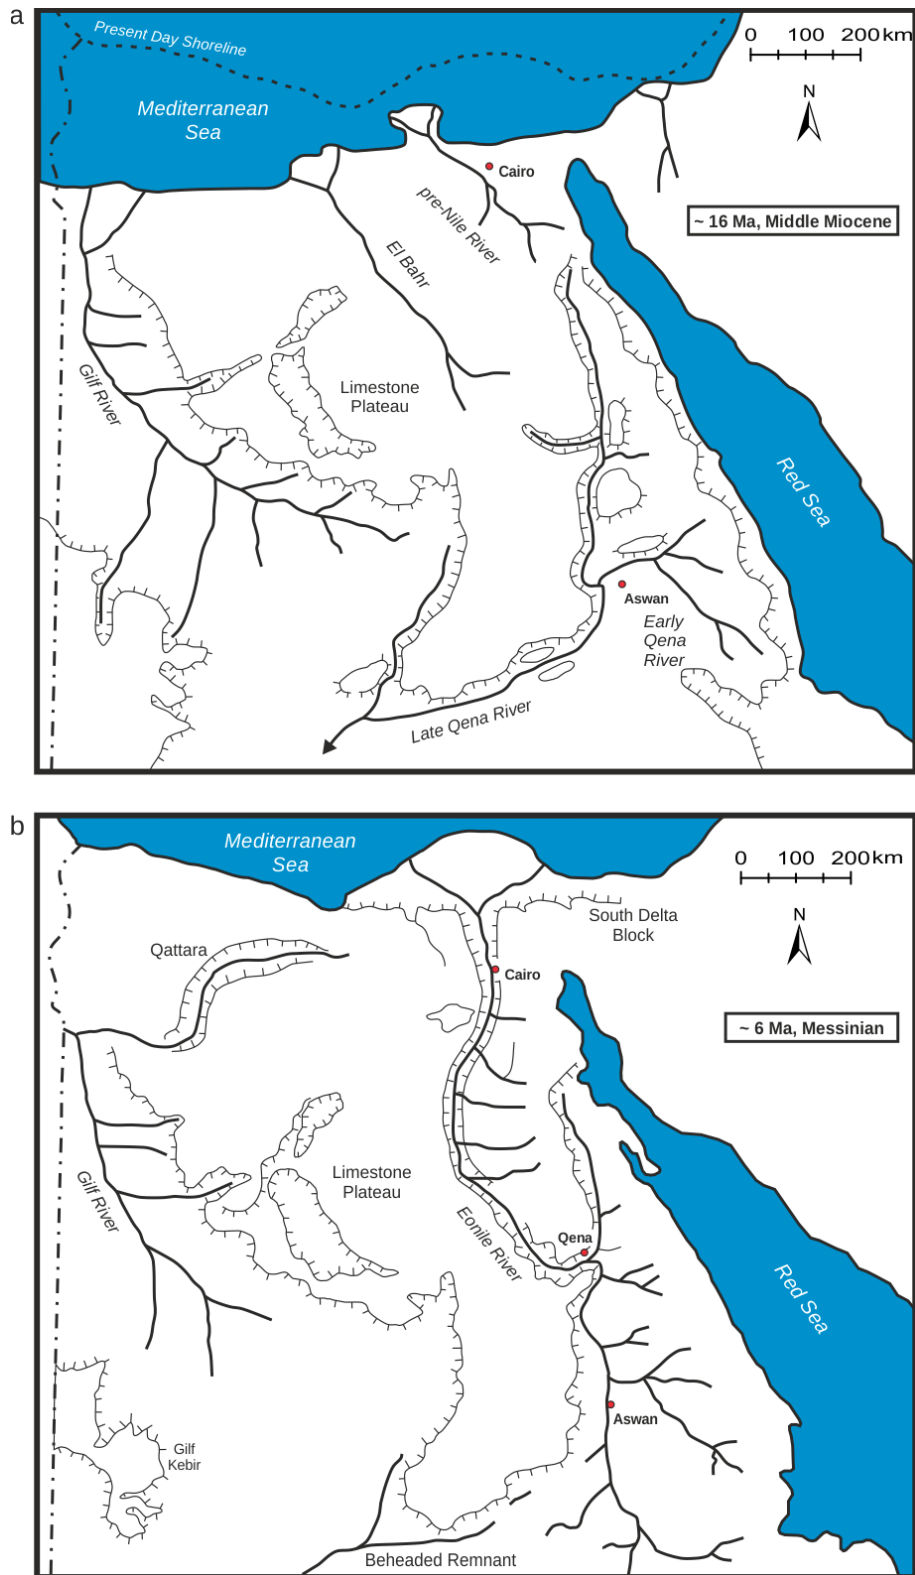 a
Present Day Shoreline
0 100 200 km
Mediterranean
Sea
N
Cairo
pre-Nile River
~ 16 Ma, Middle Miocene
El Bahr
Gilf River
Limestone
Plateau
Red Sea
Aswan
Early
Qena
River
Late Qena River
b
Mediterranean
Sea
0 100 200 km
South Delta
Block
N
Qattara
Cairo
~ 6 Ma, Messinian
Limestone
Plateau
Gilf River
Eonile River
Qena
Red Sea
Aswan
Gilf
Kebir
Beheaded Remnant